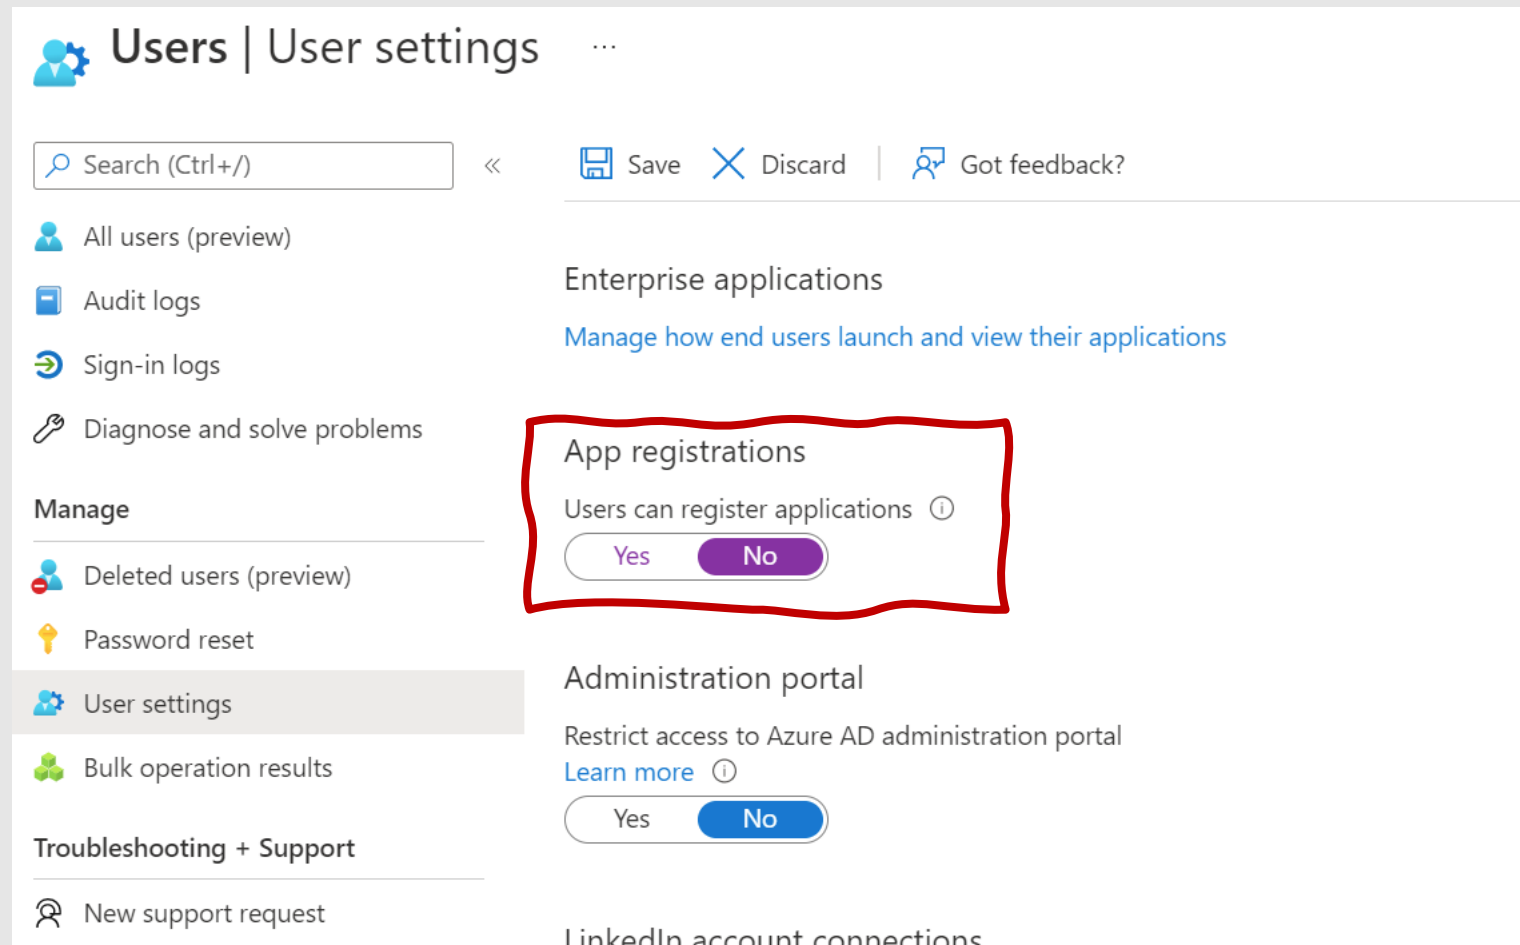 Users | User settings ...
Search (Ctrl+/)
«
Save
Discard
Got feedback?
All users (preview)
Audit logs
Sign-in logs
Diagnose and solve problems
Manage
Deleted users (preview)
Password reset
User settings
Bulk operation results
Troubleshooting + Support
New support request
Enterprise applications
Manage how end users launch and view their applications
App registrations
Users can register applications
Yes No
Administration portal
Restrict access to Azure AD administration portal
Learn more
Yes No
LinkedIn account connections